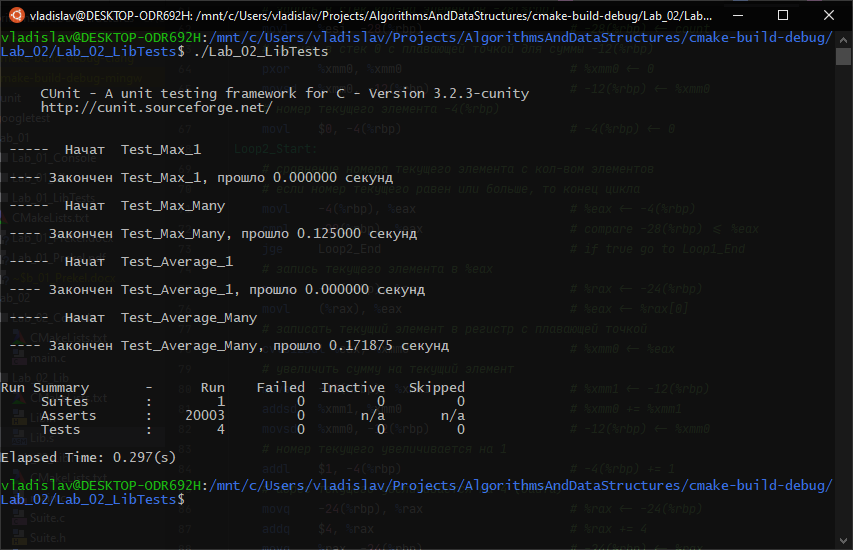 vladislav@DESKTOP-ODR692H: /mnt/c/Users/vladislav/Projects/AlgorithmsAndDataStructures/cmake-build-debug/Lab_02/Lab...
vladislav@DESKTOP-ODR692H:/mnt/c/Users/vladislav/Projects/AlgorithmsAndDataStructures/cmake-build-debug/
Lab_02/Lab_02_LibTests$ ./Lab_02_LibTests
CUnit - A unit testing framework for C - Version 3.2.3-cunity
http://cunit.sourceforge.net/
----- Начат Test_Max_1
---- Закончен Test_Max_1, прошло 0.000000 секунд
----- Начат Test_Max_Many
---- Закончен Test_Max_Many, прошло 0.125000 секунд
----- Начат Test_Average_1
---- Закончен Test_Average_1, прошло 0.000000 секунд
----- Начат Test_Average_Many
---- Закончен Test_Average_Many, прошло 0.171875 секунд
Run Summary - Run Failed Inactive Skipped
Suites : 1 0 0 0
Asserts : 20003 0 n/a n/a
Tests : 4 0 0 0
Elapsed Time: 0.297(s)
vladislav@DESKTOP-ODR692H:/mnt/c/Users/vladislav/Projects/AlgorithmsAndDataStructures/cmake-build-debug/
Lab_02/Lab_02_LibTests$